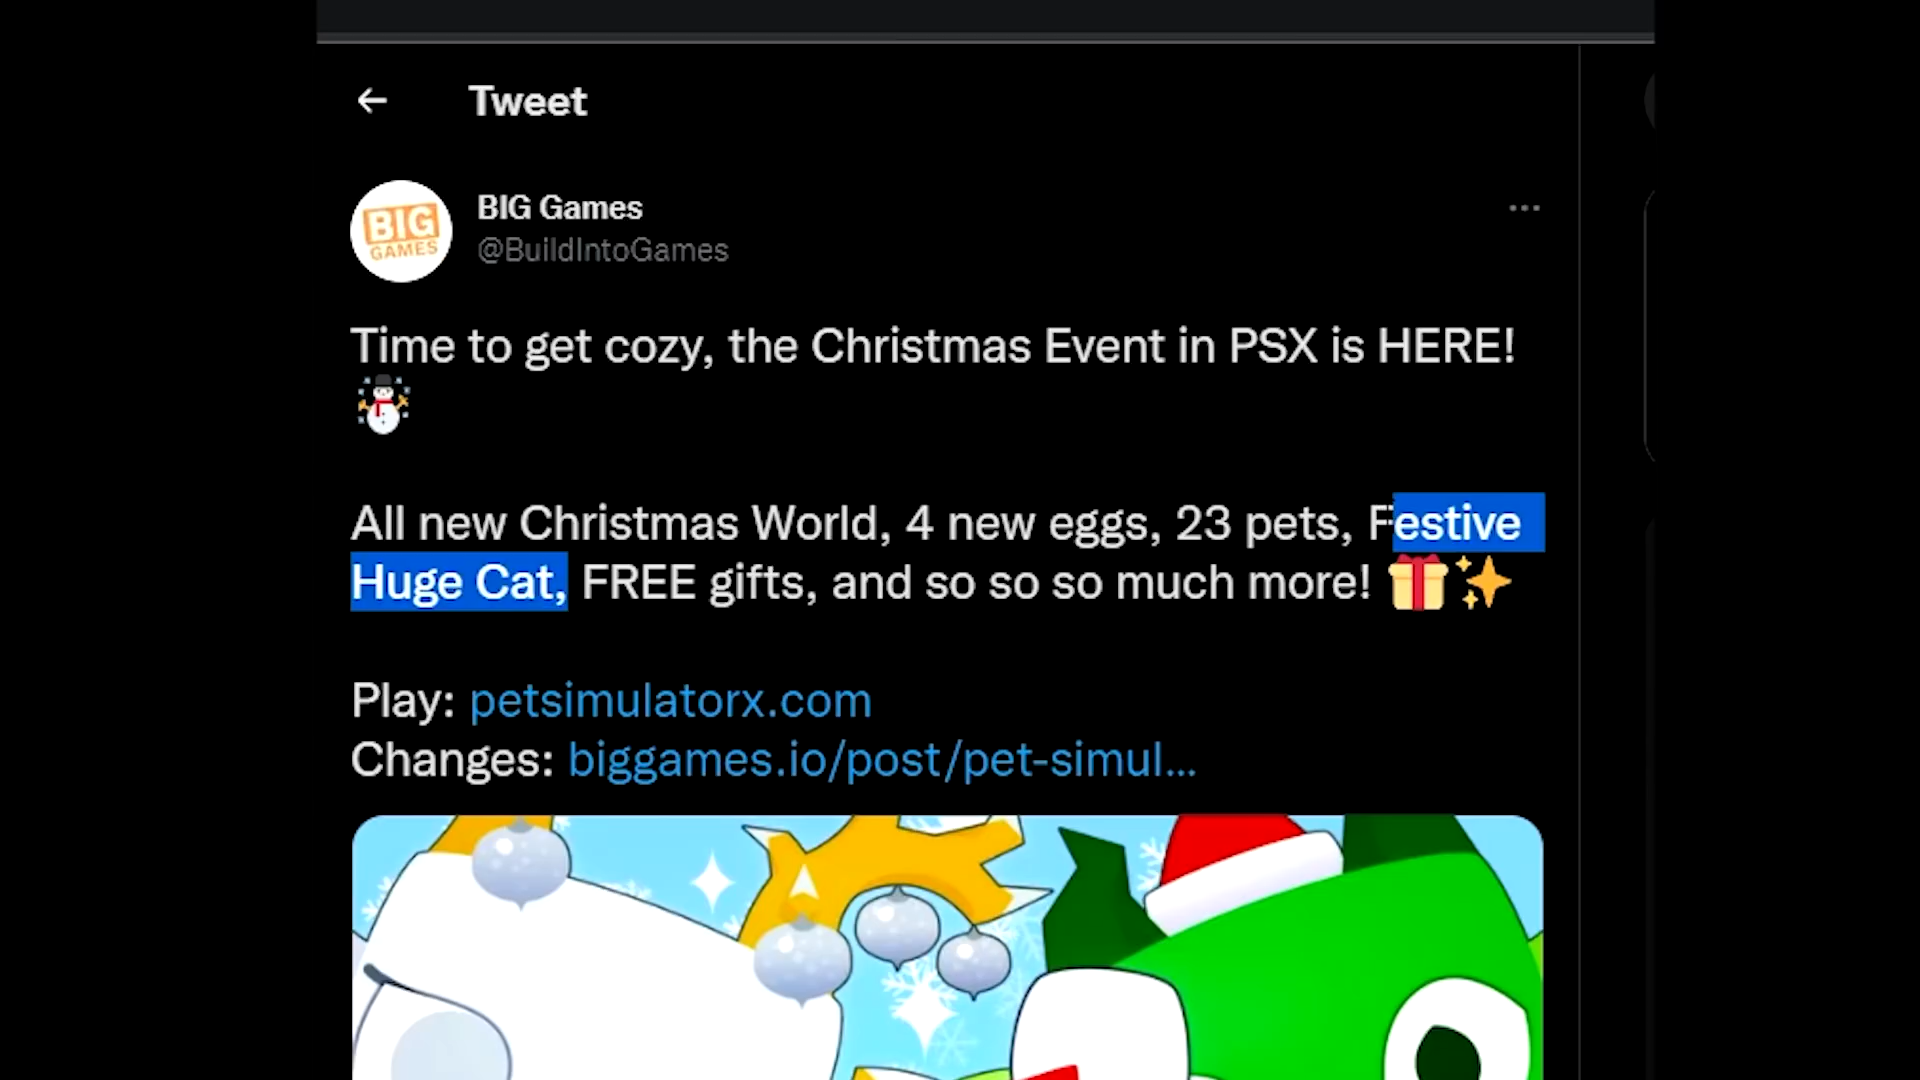 Tweet
BIG
GAMES
BIG Games
@BuildIntoGames
Time to get cozy, the Christmas Event in PSX is HERE!
☃️
All new Christmas World, 4 new eggs, 23 pets, Festive
Huge Cat, FREE gifts, and so so so much more! 🎁✨
Play: petsimulatorx.com
Changes: biggames.io/post/pet-simul...